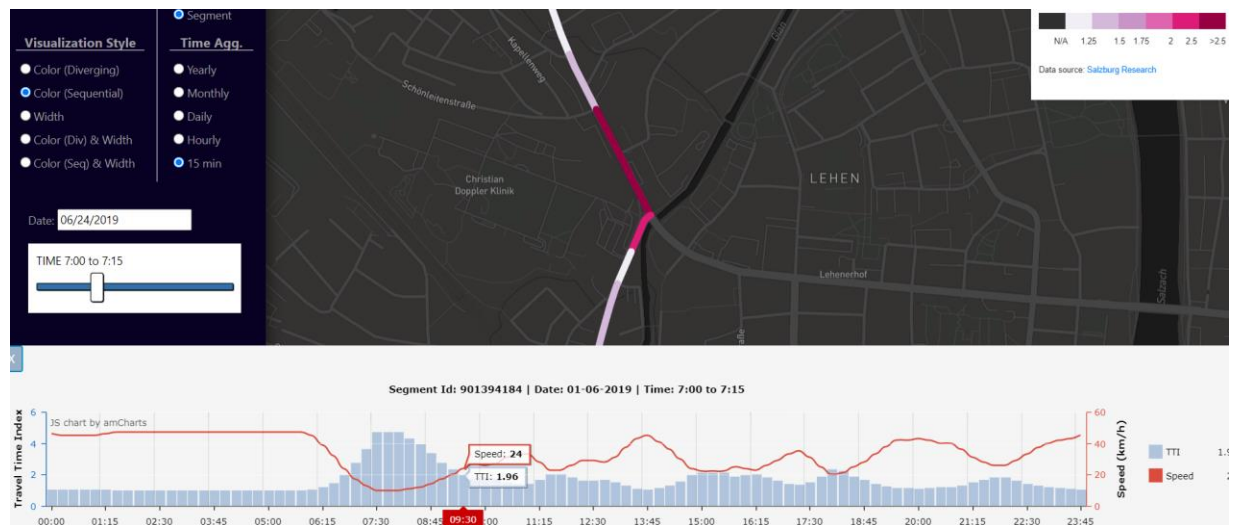 Segment
Visualization Style
Time Agg.
Color (Diverging)
Yearly
Color (Sequential)
Monthly
Width
Daily
Color (Div) & Width
Hourly
Color (Seq) & Width
15 min
Date: 06/24/2019
TIME 7:00 to 7:15
Kapellenweg
Schönleitenstraße
Christian
Doppler Klinik
Glan
LEHEN
Lehenerhof
Salzach
N/A 1.25 1.5 1.75 2 2.5 >2.5
Data source: Salzburg Research
X
Segment Id: 901394184 | Date: 01-06-2019 | Time: 7:00 to 7:15
JS chart by amCharts
Travel Time Index
6
4
2
0
Speed: 24
TTI: 1.96
60
40
20
0
Speed (km/h)
TTI 1.9
Speed 2
00:00 01:15 02:30 03:45 05:00 06:15 07:30 08:45 09:30 :00 11:15 12:30 13:45 15:00 16:15 17:30 18:45 20:00 21:15 22:30 23:45